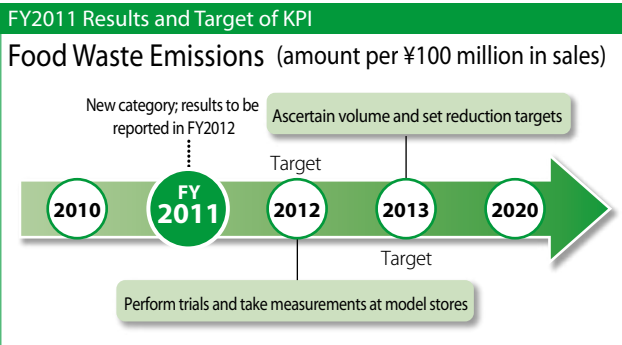 FY2011 Results and Target of KPI
Food Waste Emissions (amount per ¥100 million in sales)
New category; results to be
reported in FY2012
Ascertain volume and set reduction targets
Target
2010
FY
2011
2012
2013
2020
Target
Perform trials and take measurements at model stores